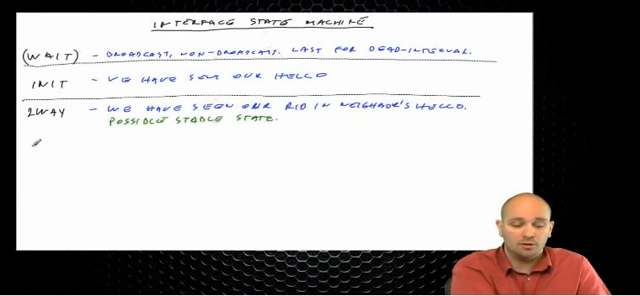 INTERFACE STATE MACHINE
(WAIT) - BROADCAST, NON-BROADCAST. LAST FOR DEAD-INTERVAL.
INIT - WE HAVE SENT OUR HELLO
2WAY - WE HAVE SEEN OUR RID IN NEIGHBOR'S HELLO.
POSSIBLE STABLE STATE.